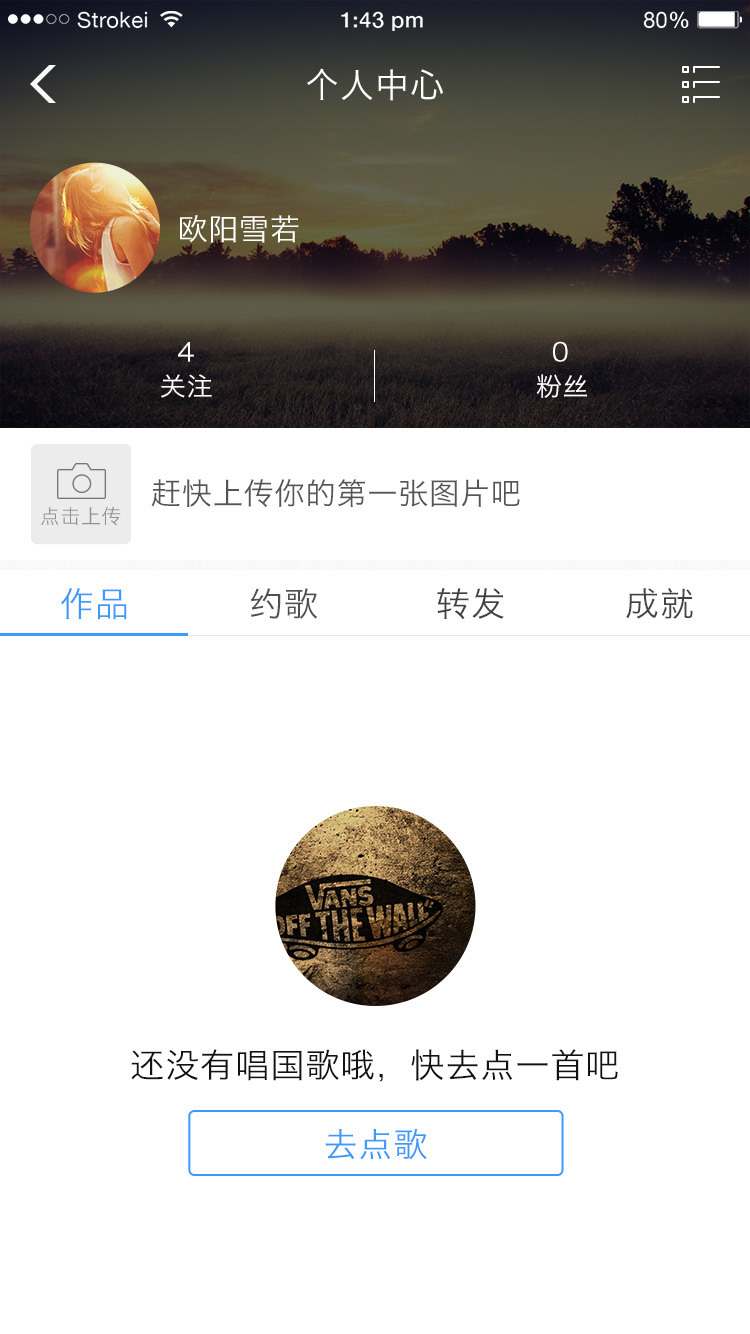 Strokei 1:43 pm 80%
个人中心
欧阳雪若
4 0
关注 粉丝
赶快上传你的第一张图片吧
点击上传
作品 约歌 转发 成就
VANS
OFF THE WALL"
还没有唱国歌哦，快去点一首吧
去点歌